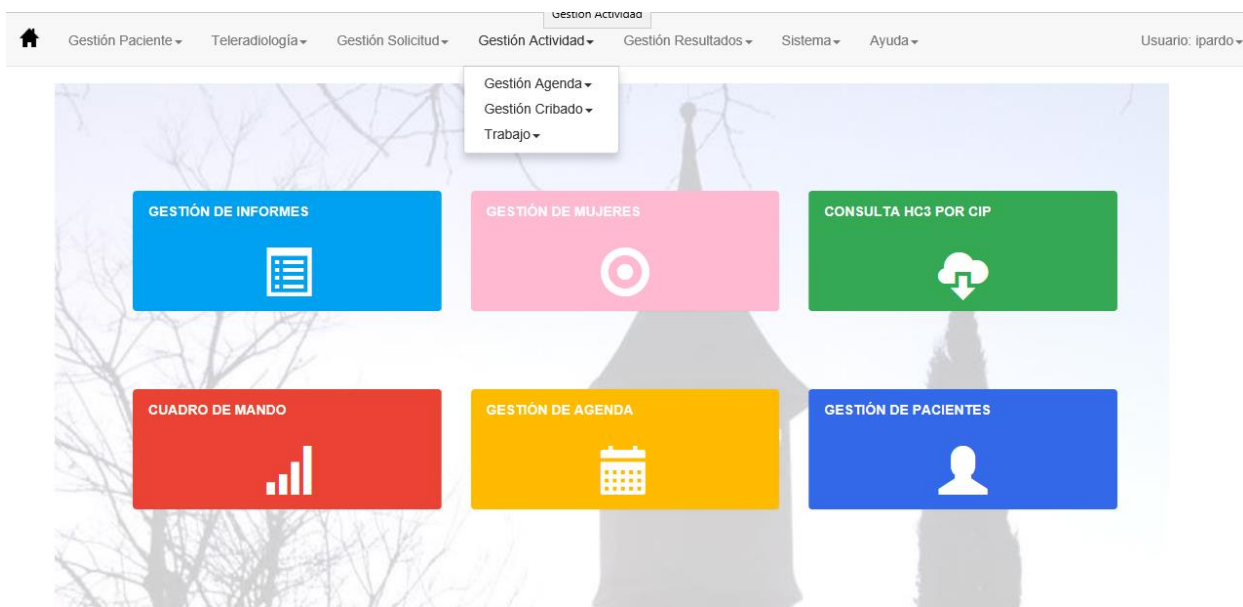 Gestión Actividad
Gestión Paciente Teleradiología Gestión Solicitud Gestión Actividad Gestión Resultados Sistema Ayuda Usuario: ipardo
Gestión Agenda
Gestión Cribado
Trabajo
GESTIÓN DE INFORMES GESTIÓN DE MUJERES CONSULTA HC3 POR CIP
CUADRO DE MANDO GESTIÓN DE AGENDA GESTIÓN DE PACIENTES